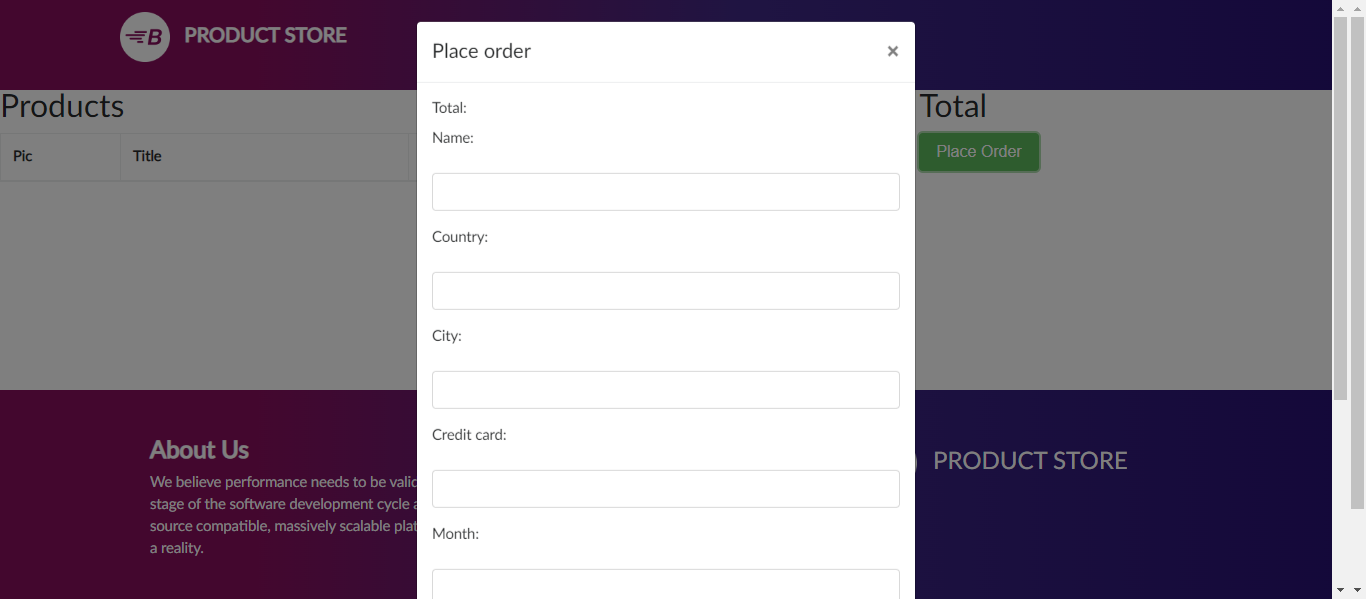 B PRODUCT STORE
Place order
×
Products
Total
Pic
Title
Place Order
Total:
Name:
Country:
City:
Credit card:
Month:
About Us
We believe performance needs to be valid
stage of the software development cycle a
source compatible, massively scalable plat
a reality.
PRODUCT STORE